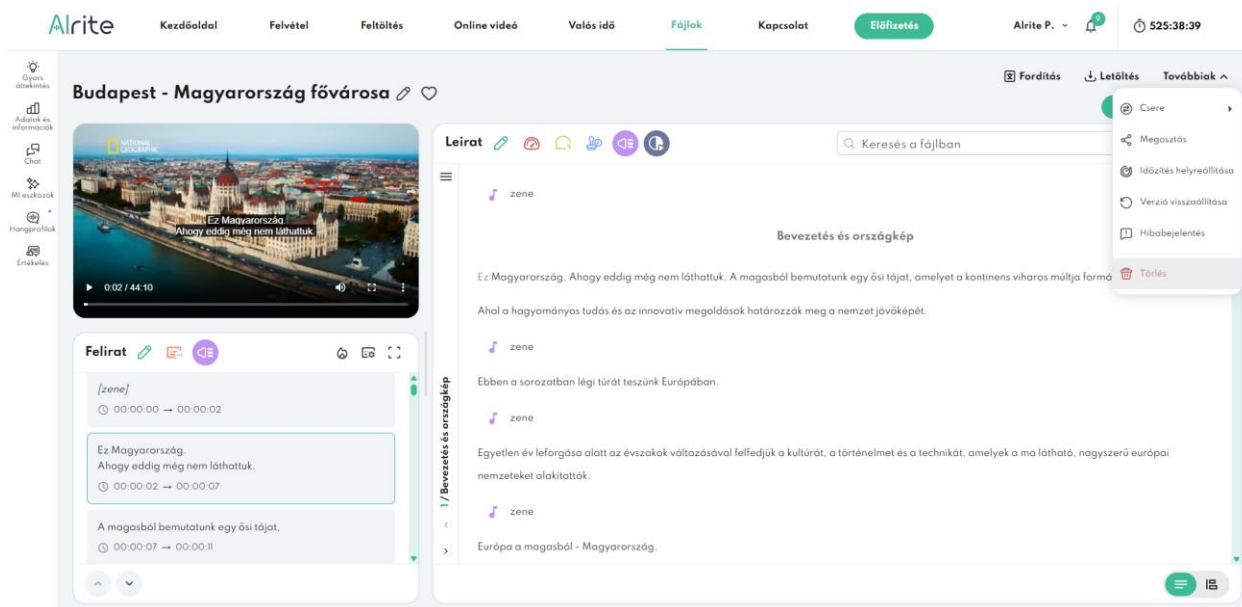 Alrite
Kezdőoldal
Felvétel
Feltöltés
Online videó
Valós idő
Fájlok
Kapcsolat
Előfizetés
Alrite P.
9
525:38:39
Gyors
áttekintés
Adatok és
információk
Chat
MI eszközök
Hangprofilok
Értékelés
Budapest - Magyarország fővárosa
Fordítás
Letöltés
Továbbiak
Csere
Megosztás
Időzítés helyreállítása
Verzió visszaállítása
Hibabejelentés
Törlés
NATIONAL
GEOGRAPHIC
Ez Magyarország.
Ahogy eddig még nem láthattuk.
0:02 / 44:10
Felirat
[zene]
00:00:00 → 00:00:02
Ez Magyarország.
Ahogy eddig még nem láthattuk.
00:00:02 → 00:00:07
A magasból bemutatunk egy ősi tájat,
00:00:07 → 00:00:11
Leirat
Keresés a fájlban
1 / Bevezetés és országkép
zene
Bevezetés és országkép
Ez Magyarország. Ahogy eddig még nem láthattuk. A magasból bemutatunk egy ősi tájat, amelyet a kontinens viharos múltja formá
Ahol a hagyományos tudás és az innovatív megoldások határozzák meg a nemzet jövőképét.
zene
Ebben a sorozatban légi túrát teszünk Európában.
zene
Egyetlen év leforgása alatt az évszakok változásával felfedjük a kultúrát, a történelmet és a technikát, amelyek a ma látható, nagyszerű európai
nemzeteket alakították.
zene
Európa a magasból - Magyarország.